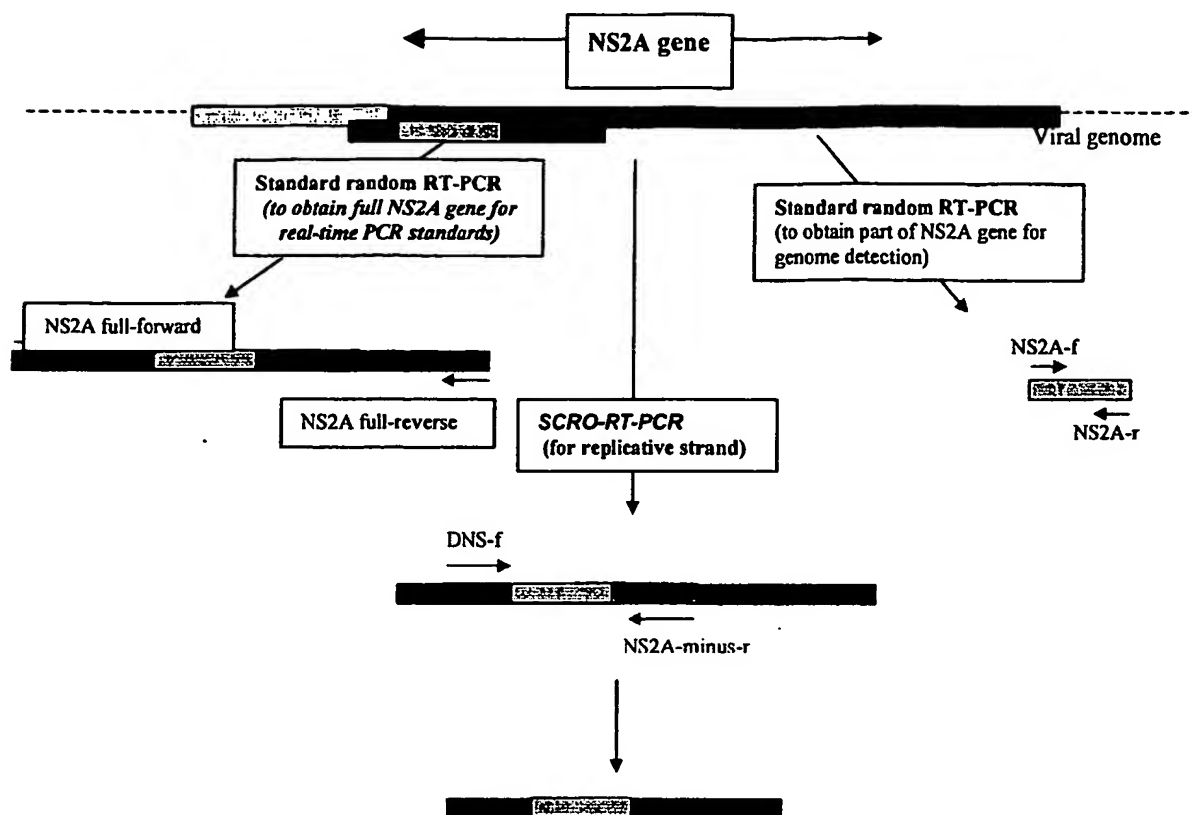 NS2A gene
Viral genome
Standard random RT-PCR
(to obtain full NS2A gene for
real-time PCR standards)
Standard random RT-PCR
(to obtain part of NS2A gene for
genome detection)
NS2A full-forward
NS2A-f
NS2A full-reverse
SCRO-RT-PCR
(for replicative strand)
NS2A-r
DNS-f
NS2A-minus-r